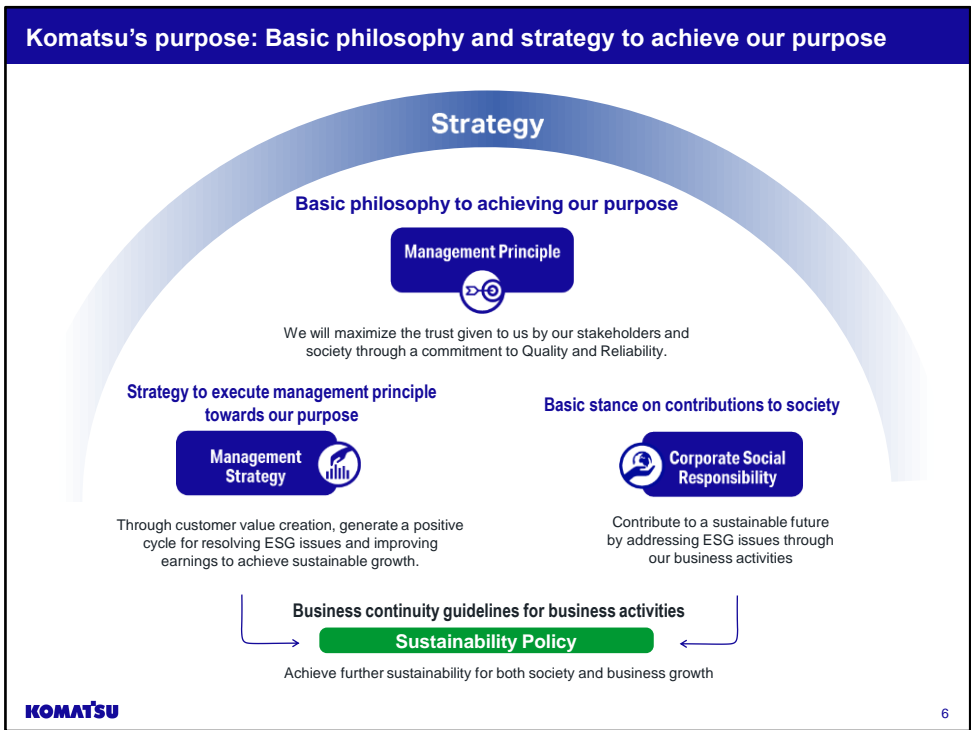 Komatsu's purpose: Basic philosophy and strategy to achieve our purpose
Strategy
Basic philosophy to achieving our purpose
Management Principle
We will maximize the trust given to us by our stakeholders and
society through a commitment to Quality and Reliability.
Strategy to execute management principle
towards our purpose
Management
Strategy
Through customer value creation, generate a positive
cycle for resolving ESG issues and improving
earnings to achieve sustainable growth.
Basic stance on contributions to society
Corporate Social
Responsibility
Contribute to a sustainable future
by addressing ESG issues through
our business activities
Business continuity guidelines for business activities
Sustainability Policy
Achieve further sustainability for both society and business growth
KOMATSU
6